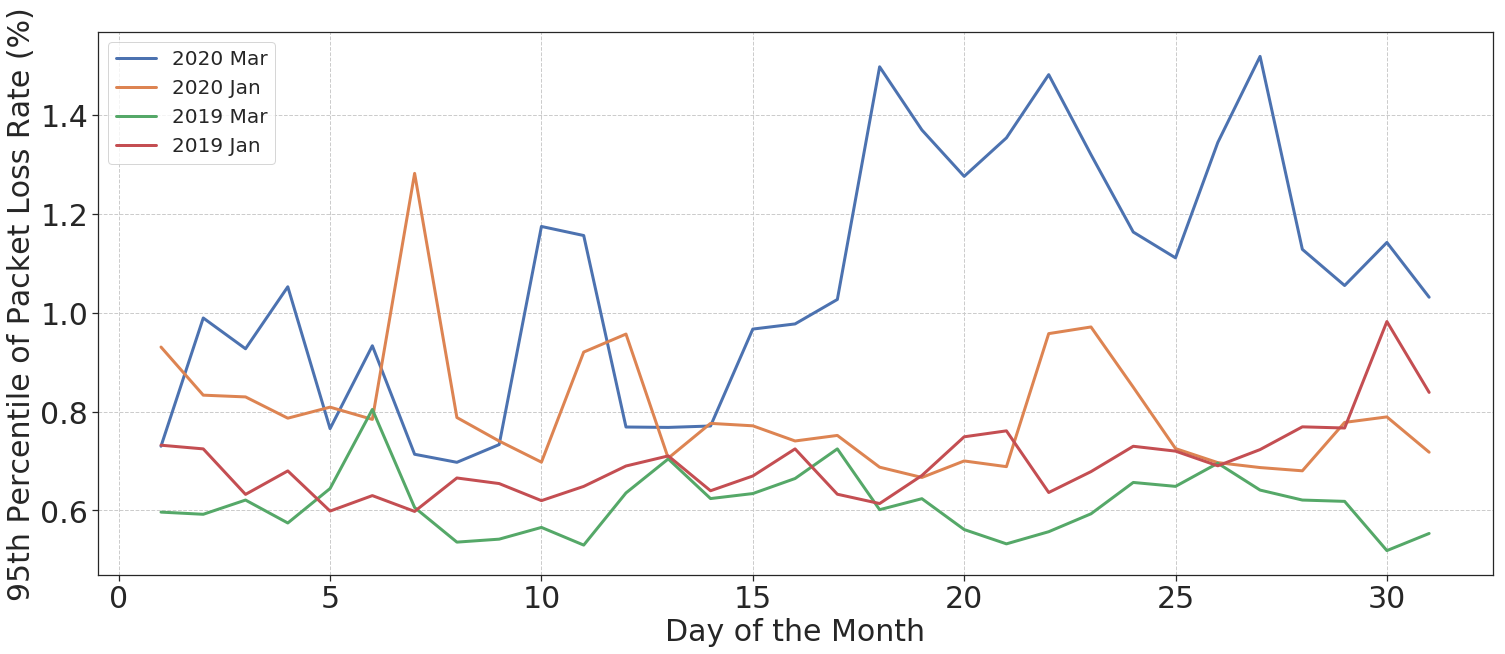 95th Percentile of Packet Loss Rate (%)
2020 Mar
2020 Jan
2019 Mar
2019 Jan
1.4
1.2
1.0
0.8
0.6
0 5 10 15 20 25 30
Day of the Month